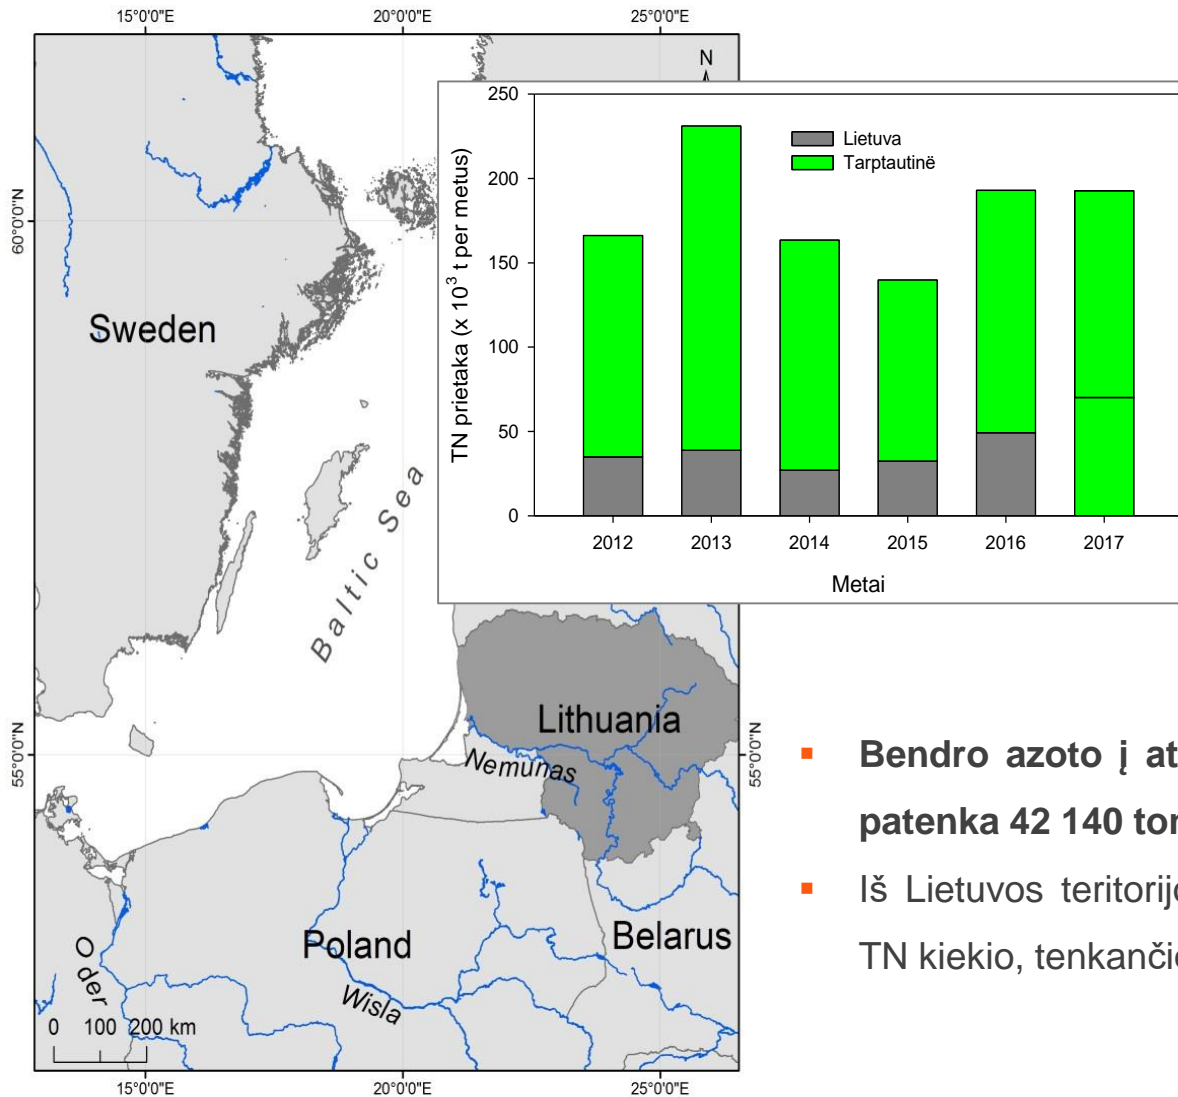 15°0'0"E 20°0'0"E 25°0'0"E
N
60°0'0"N
55°0'0"N
55°0'0"N
Sweden
Baltic Sea
Lithuania
Nemunas
Poland
Belarus
Oder
Wisla
0 100 200 km
15°0'0"E 20°0'0"E 25°0'0"E
TN prietaka (x 10³ t per metus)
250
200
150
100
50
0
Lietuva
Tarptautinë
2012 2013 2014 2015 2016 2017
Metai
▪ Bendro azoto į at
patenka 42 140 ton
▪ Iš Lietuvos teritorijo
TN kiekio, tenkančio